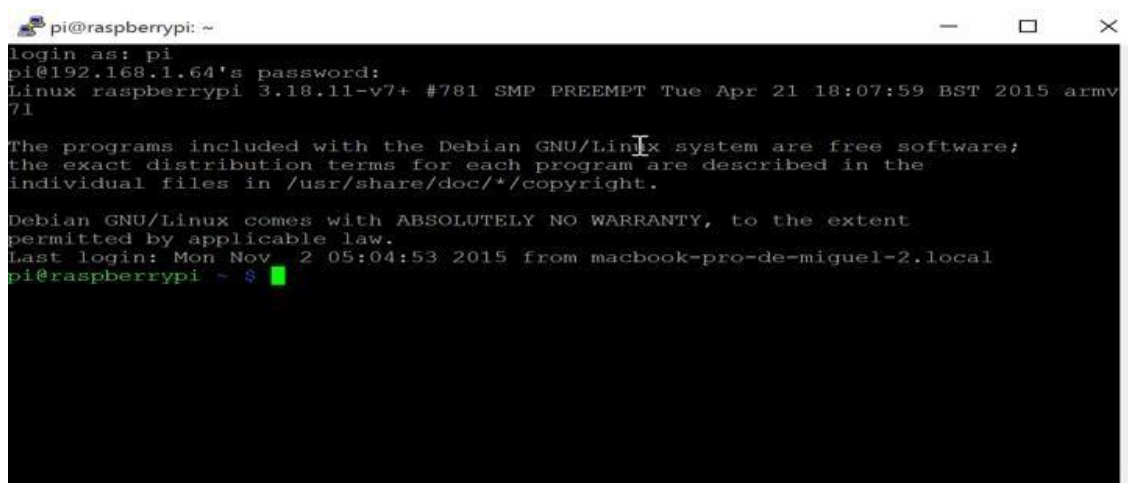 pi@raspberrypi: ~
login as: pi
pi@192.168.1.64's password:
Linux raspberrypi 3.18.11-v7+ #781 SMP PREEMPT Tue Apr 21 18:07:59 BST 2015 armv
7l
The programs included with the Debian GNU/Linux system are free software;
the exact distribution terms for each program are described in the
individual files in /usr/share/doc/*/copyright.
Debian GNU/Linux comes with ABSOLUTELY NO WARRANTY, to the extent
permitted by applicable law.
Last login: Mon Nov  2 05:04:53 2015 from macbook-pro-de-miguel-2.local
pi@raspberrypi ~ $